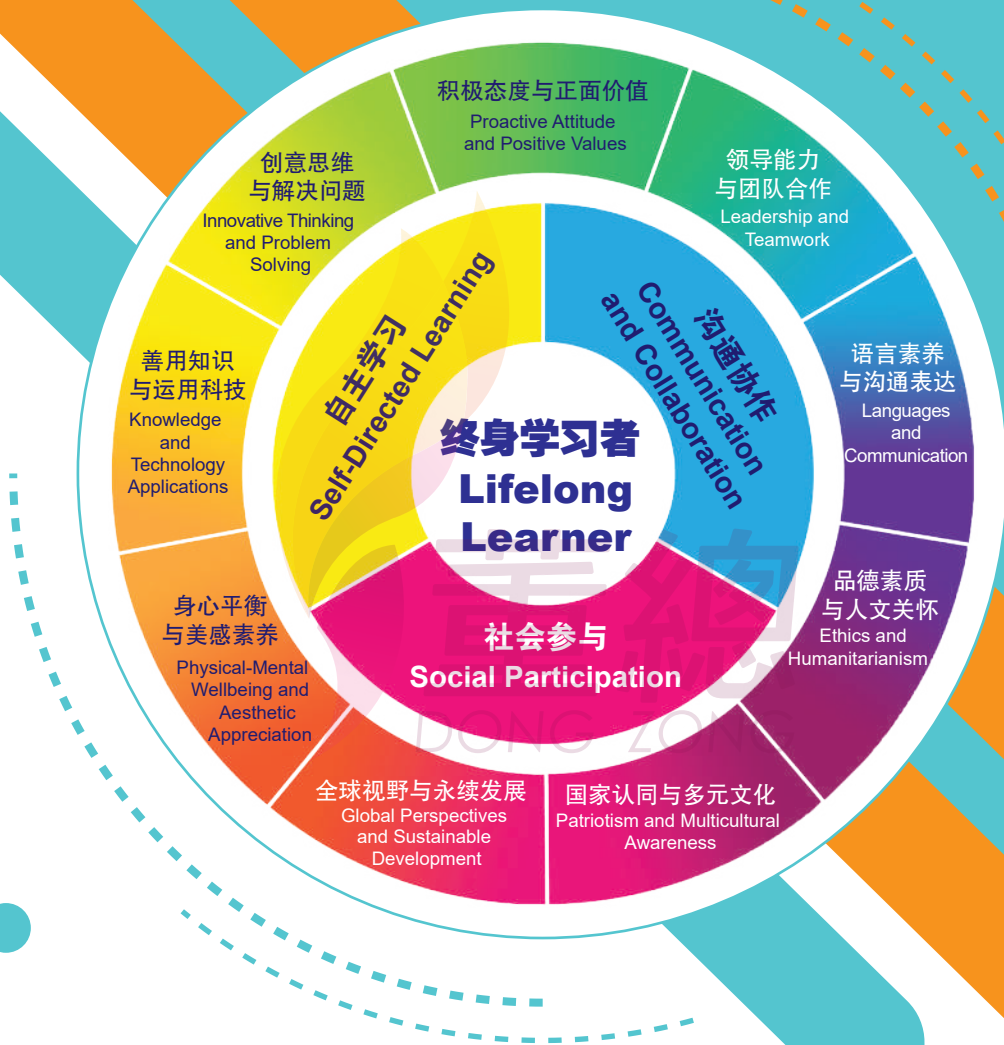 积极态度与正面价值
Proactive Attitude
and Positive Values
领导能力
与团队合作
Leadership and
Teamwork
语言素养
与沟通表达
Languages
and
Communication
品德素质
与人文关怀
Ethics and
Humanitarianism
国家认同与多元文化
Patriotism and Multicultural
Awareness
全球视野与永续发展
Global Perspectives
and Sustainable
Development
身心平衡
与美感素养
Physical-Mental
Wellbeing and
Aesthetic
Appreciation
善用知识
与运用科技
Knowledge
and
Technology
Applications
创意思维
与解决问题
Innovative Thinking
and Problem
Solving
自主学习
Self-Directed Learning
沟通协作
Communication
and Collaboration
社会参与
Social Participation
终身学习者
Lifelong
Learner
董總
DONG ZONG